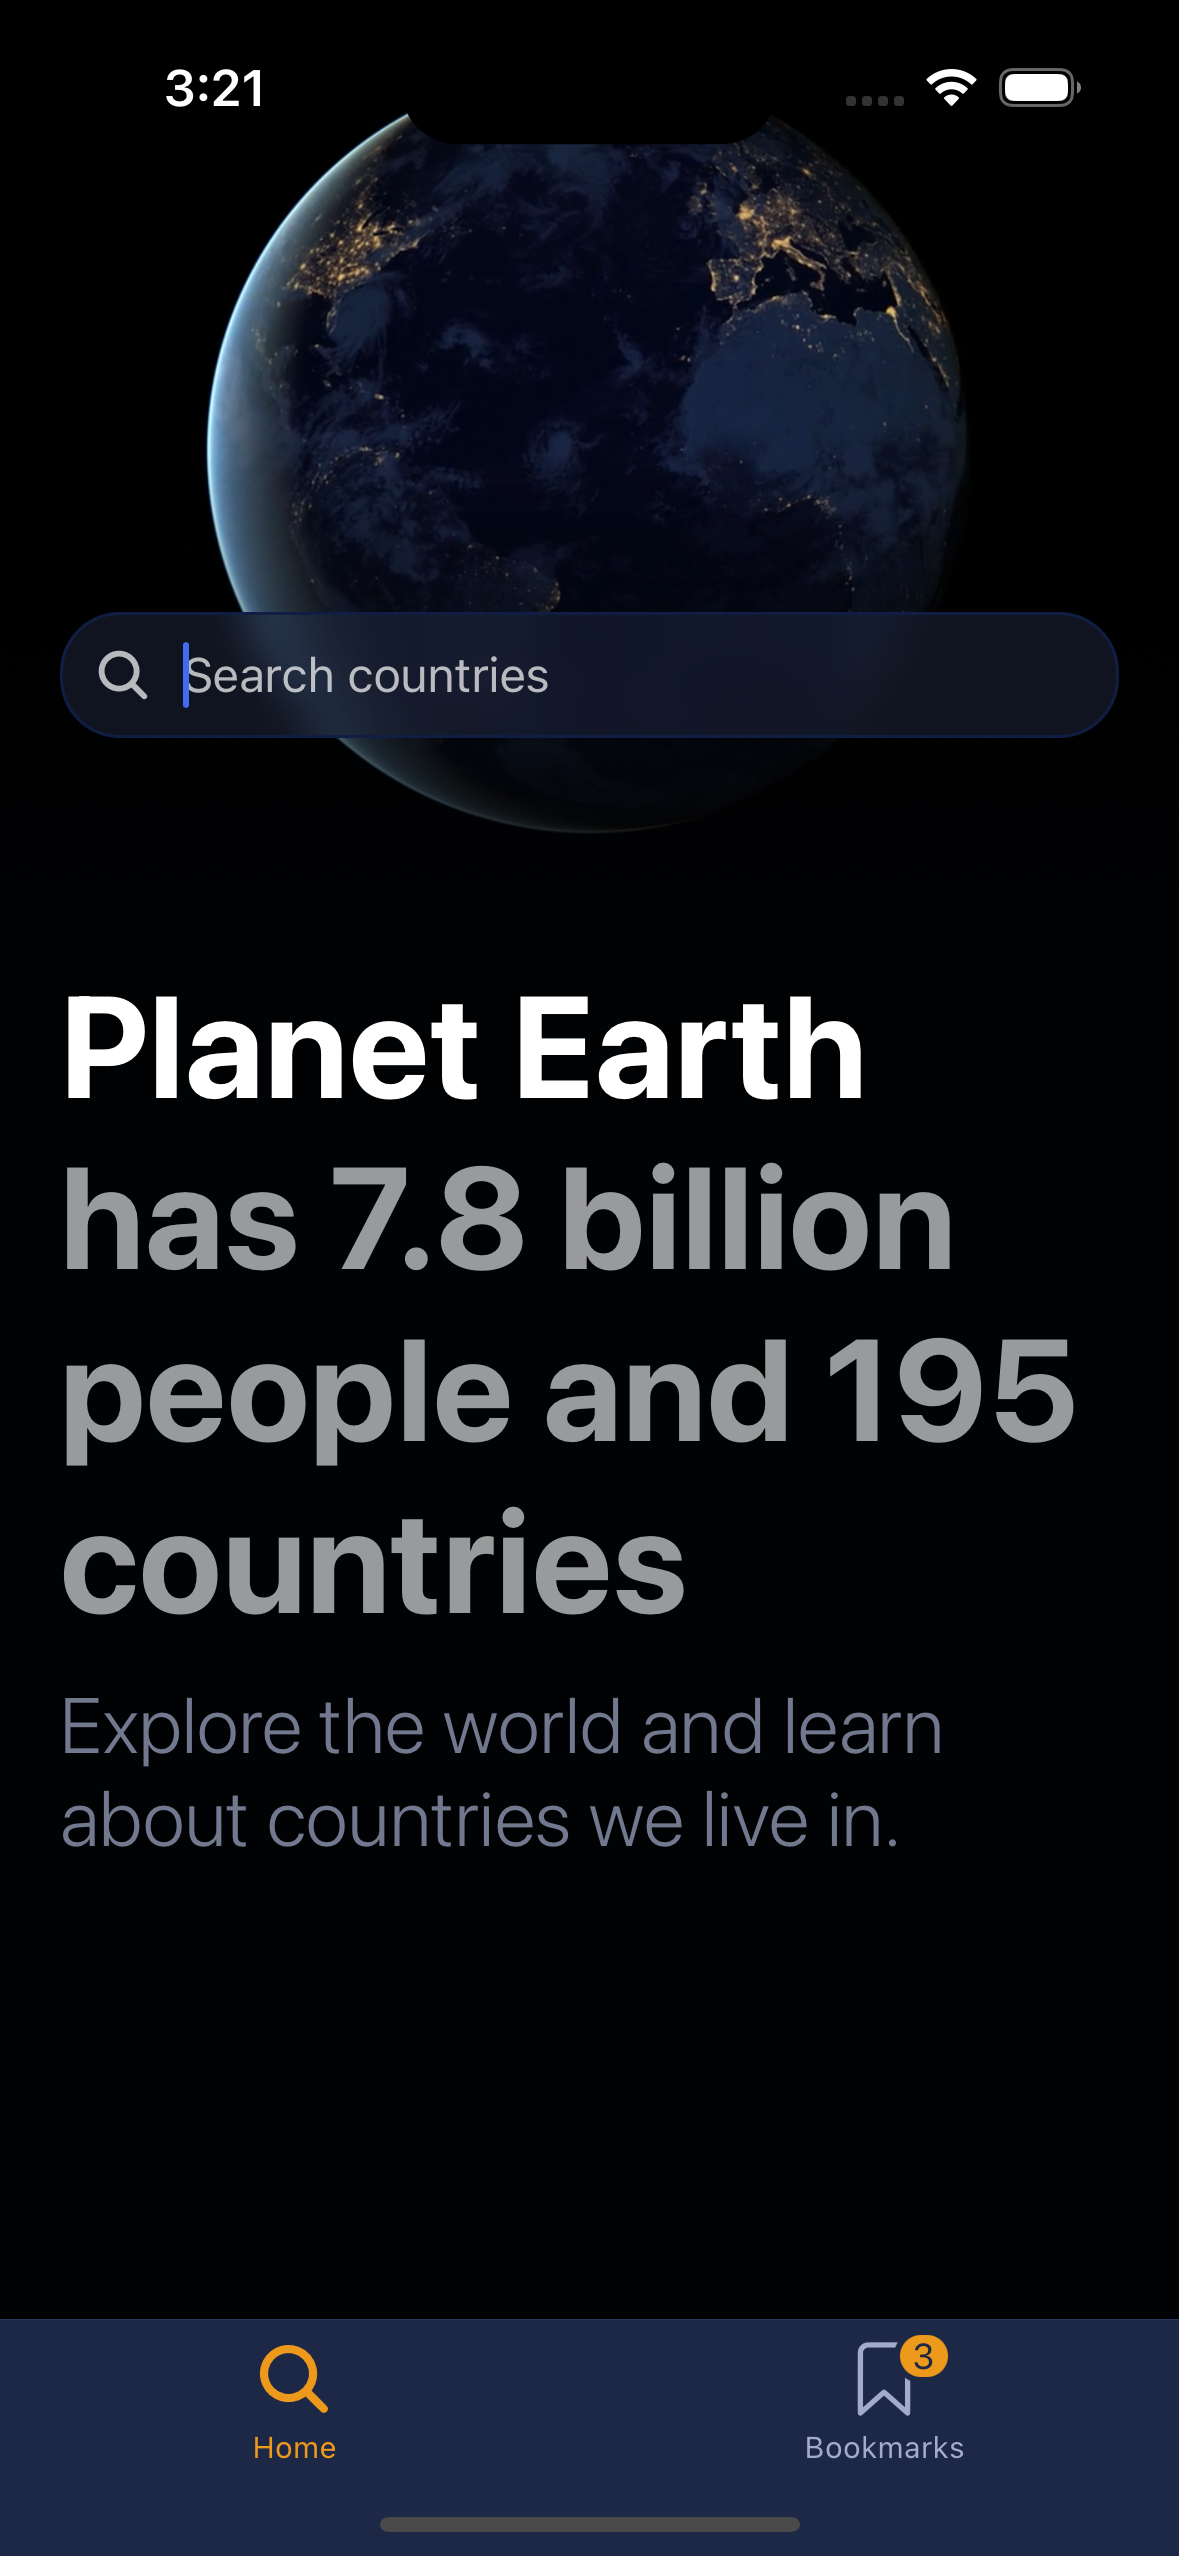 3:21
Search countries
Planet Earth
has 7.8 billion
people and 195
countries
Explore the world and learn
about countries we live in.
3
Home
Bookmarks